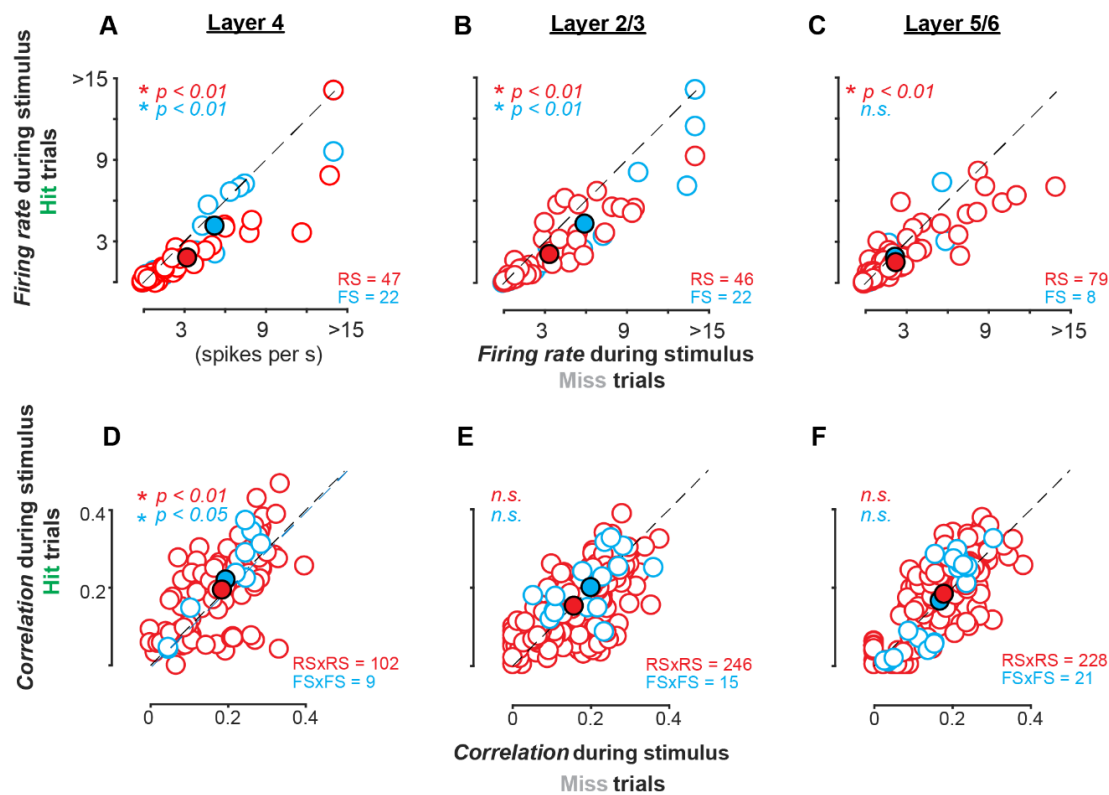 A
Layer 4
B
Layer 2/3
C
Layer 5/6
Firing rate during stimulus
Hit trials
>15
9
3
* p < 0.01
* p < 0.01
RS = 47
FS = 22
3
9
>15
(spikes per s)
* p < 0.01
* p < 0.01
RS = 46
FS = 22
3
9
>15
Firing rate during stimulus
Miss trials
* p < 0.01
n.s.
RS = 79
FS = 8
3
9
>15
D
E
F
Correlation during stimulus
Hit trials
0.4
0.2
* p < 0.01
* p < 0.05
RSxRS = 102
FSxFS = 9
0
0.2
0.4
n.s.
n.s.
RSxRS = 246
FSxFS = 15
0
0.2
0.4
n.s.
n.s.
RSxRS = 228
FSxFS = 21
0
0.2
0.4
Correlation during stimulus
Miss trials